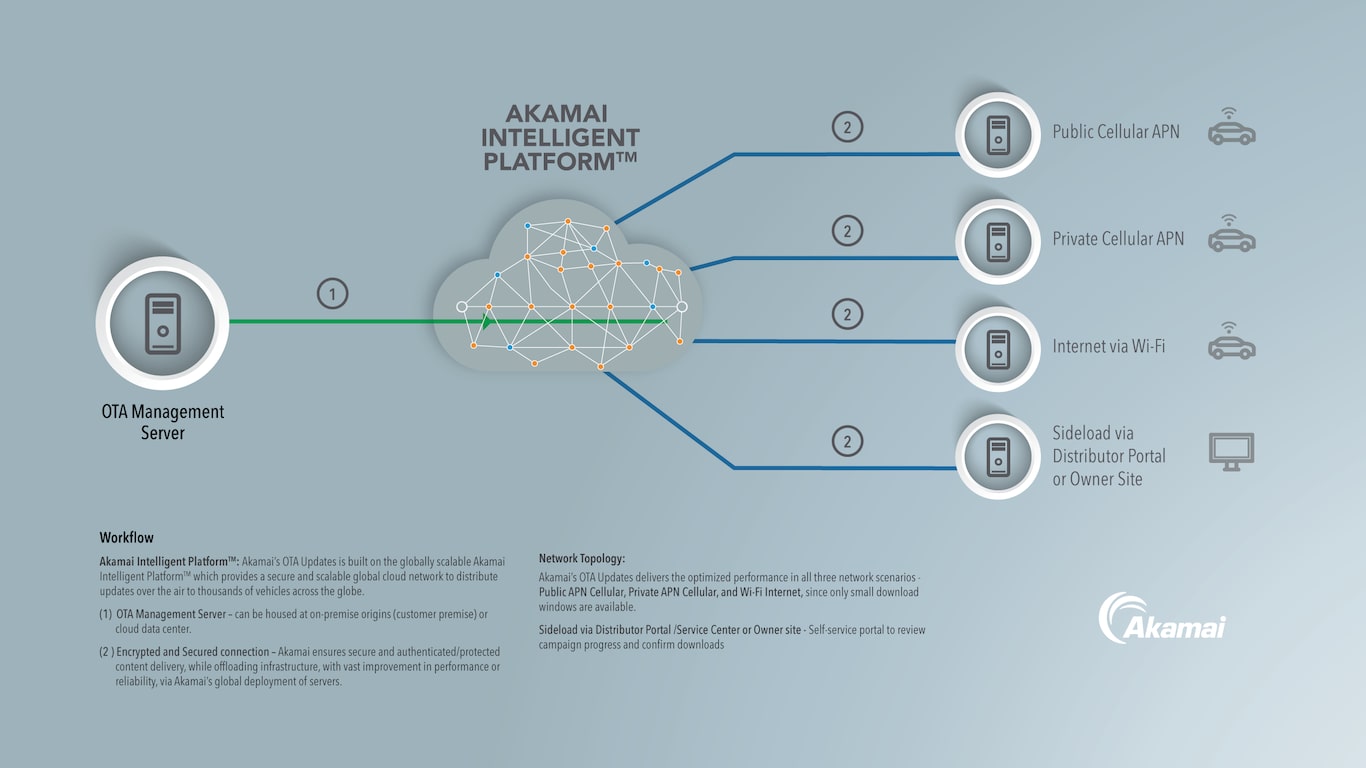 AKAMAI
INTELLIGENT
PLATFORM™
1
2
2
2
2
OTA Management
Server
Public Cellular APN
Private Cellular APN
Internet via Wi-Fi
Sideload via
Distributor Portal
or Owner Site
Workflow
Akamai Intelligent Platform™: Akamai's OTA Updates is built on the globally scalable Akamai
Intelligent Platform™ which provides a secure and scalable global cloud network to distribute
updates over the air to thousands of vehicles across the globe.
(1) OTA Management Server – can be housed at on-premise origins (customer premise) or
cloud data center.
(2 ) Encrypted and Secured connection – Akamai ensures secure and authenticated/protected
content delivery, while offloading infrastructure, with vast improvement in performance or
reliability, via Akamai's global deployment of servers.
Network Topology:
Akamai's OTA Updates delivers the optimized performance in all three network scenarios -
Public APN Cellular, Private APN Cellular, and Wi-Fi Internet, since only small download
windows are available.
Sideload via Distributor Portal /Service Center or Owner site - Self-service portal to review
campaign progress and confirm downloads
Akamai